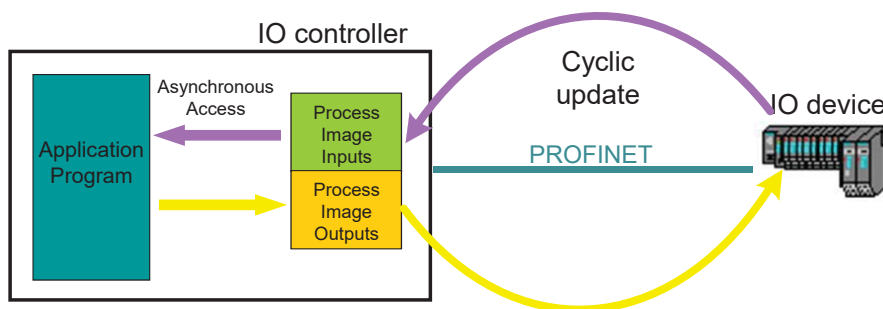 IO controller
Asynchronous
Access
Application
Program
Process
Image
Inputs
Process
Image
Outputs
Cyclic
update
PROFINET
IO device